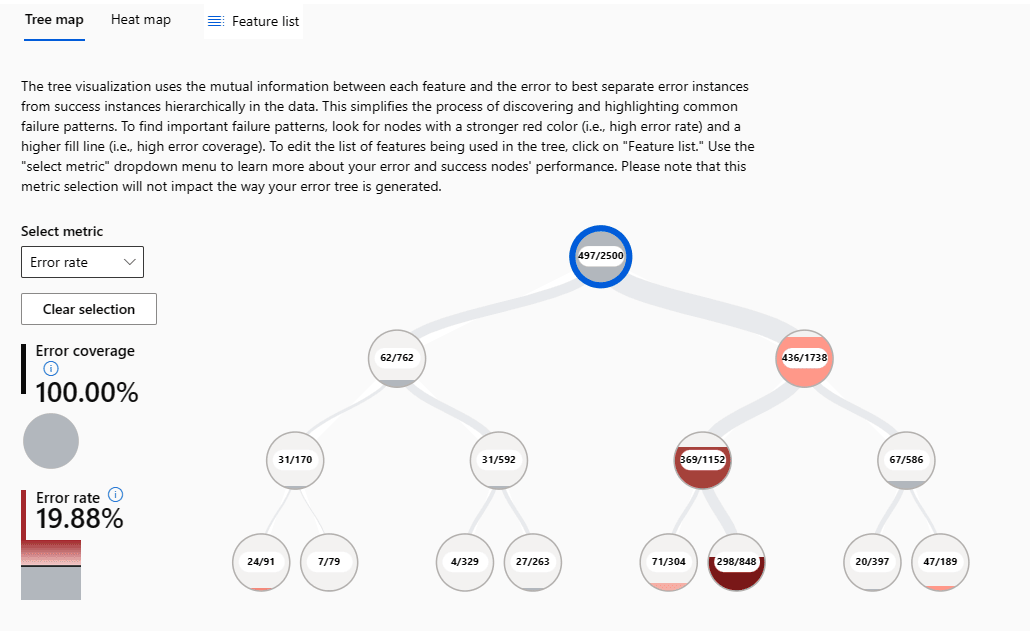 Tree map
Heat map
Feature list
The tree visualization uses the mutual information between each feature and the error to best separate error instances
from success instances hierarchically in the data. This simplifies the process of discovering and highlighting common
failure patterns. To find important failure patterns, look for nodes with a stronger red color (i.e., high error rate) and a
higher fill line (i.e., high error coverage). To edit the list of features being used in the tree, click on "Feature list." Use the
"select metric" dropdown menu to learn more about your error and success nodes' performance. Please note that this
metric selection will not impact the way your error tree is generated.
Select metric
Error rate
Clear selection
Error coverage
100.00%
Error rate
19.88%
497/2500
62/762
436/1738
31/170
31/592
369/1152
67/586
24/91
7/79
4/329
27/263
71/304
298/848
20/397
47/189